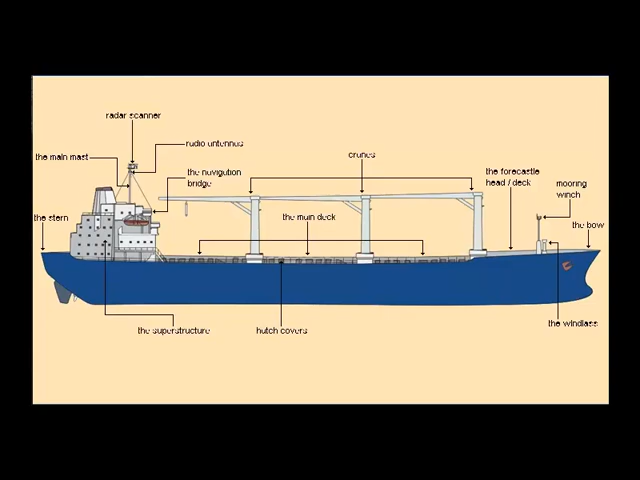 radar scanner
radio antennas
the main mast
cranes
the navigation
bridge
the forecastle
head / deck
mooring
winch
the stern
the main deck
the bow
the superstructure
hatch covers
the windlass